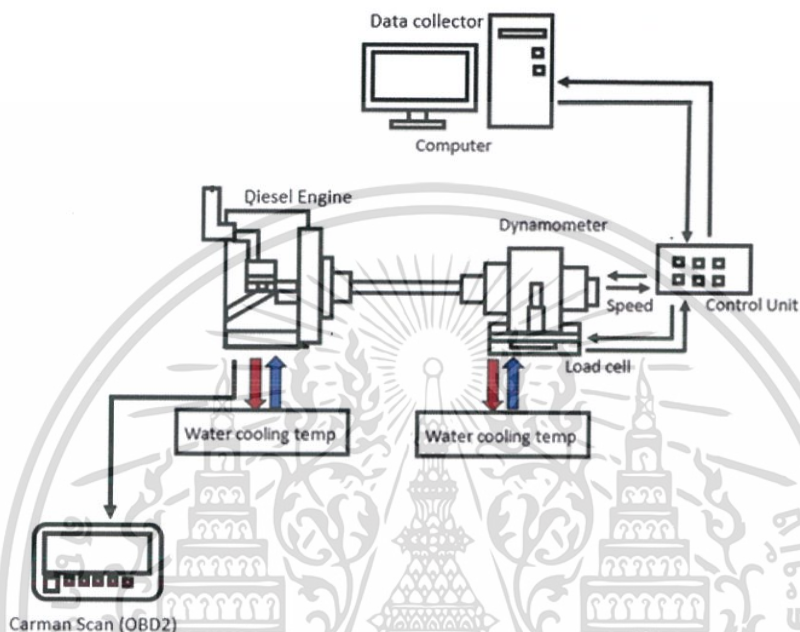 Data collector
Computer
Diesel Engine
Dynamometer
Speed
Control Unit
Load cell
Water cooling temp
Water cooling temp
Carman Scan (OBD2)